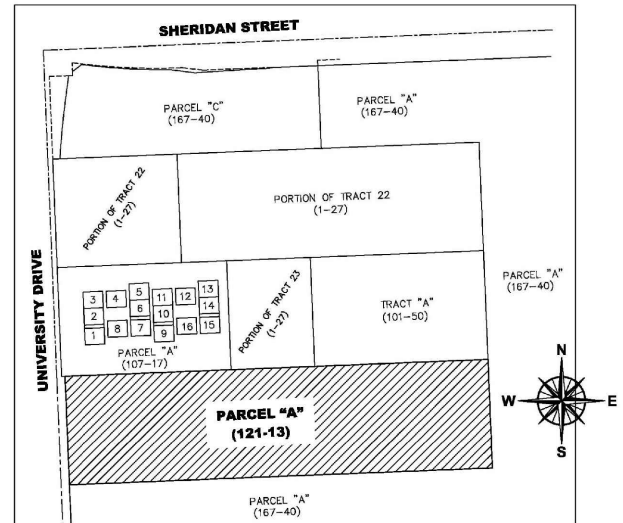 SHERIDAN STREET
PARCEL "C"
(167-40)
PARCEL "A"
(167-40)
PORTION OF TRACT 22
(1-27)
PORTION OF TRACT 22
(1-27)
UNIVERSITY DRIVE
3 4 5 11 12 13
2 6 10 14
1 8 7 9 16 15
PARCEL "A"
(107-17)
PORTION OF TRACT 23
(1-27)
TRACT "A"
(101-50)
PARCEL "A"
(167-40)
PARCEL "A"
(121-13)
N
W E
S
PARCEL "A"
(167-40)